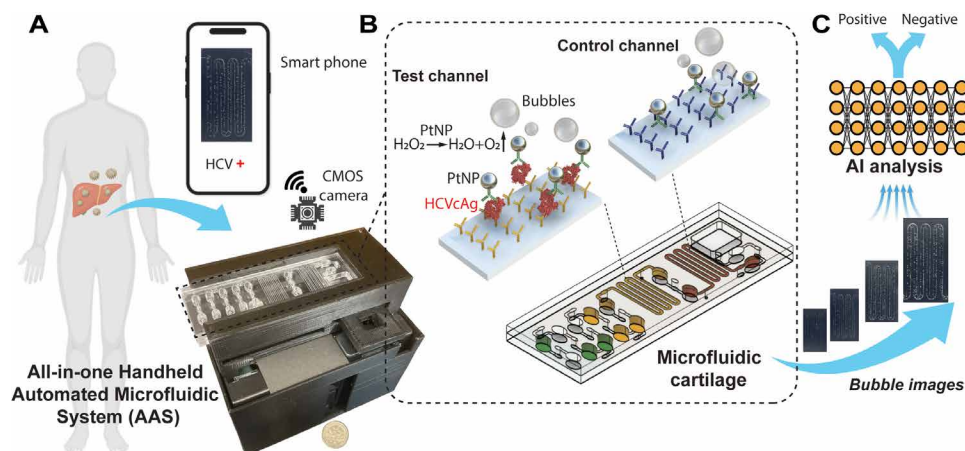 A
Smart phone
HCV +
CMOS
camera
All-in-one Handheld
Automated Microfluidic
System (AAS)
B
Test channel
Control channel
Bubbles
PtNP
H₂O₂ → H₂O+O₂
PtNP
HCVcAg
Microfluidic
cartilage
C
Positive
Negative
AI analysis
Bubble images